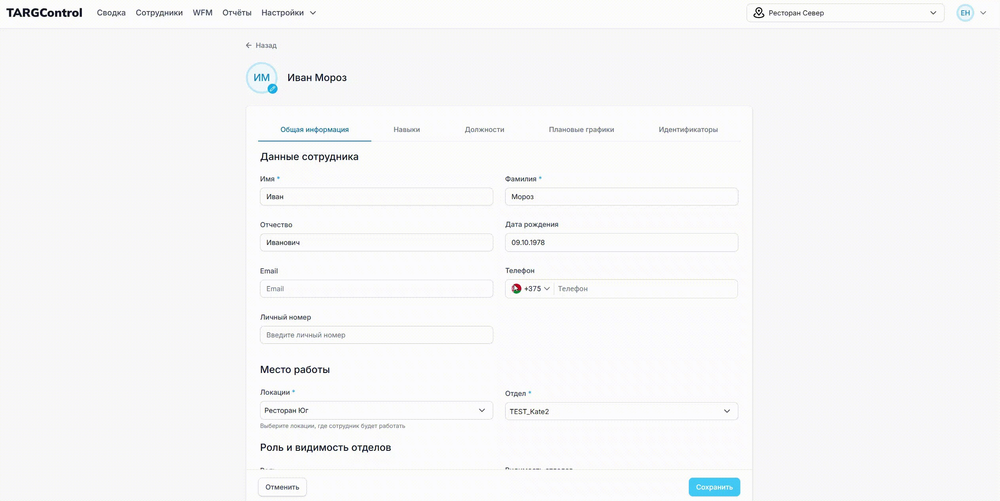 TARGControl Сводка Сотрудники WFM Отчёты Настройки Ресторан Север EH
Назад
ИМ Иван Мороз
Общая информация Навыки Должности Плановые графики Идентификаторы
Данные сотрудника
Имя * Фамилия *
Иван Мороз
Отчество Дата рождения
Иванович 09.10.1978
Email Телефон
Email +375 Телефон
Личный номер
Введите личный номер
Место работы
Локации * Отдел *
Ресторан Юг TEST_Kate2
Выберите локации, где сотрудник будет работать
Роль и видимость отделов
Отменить Сохранить